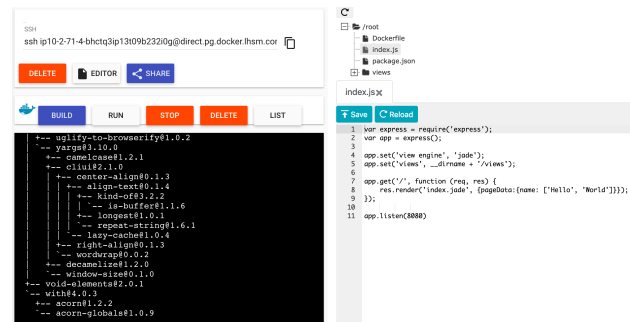 SSH
ssh ip10-2-71-4-bhctq3ip13t09b232i0g@direct.pg.docker.lhsm.cor
DELETE
EDITOR
SHARE
BUILD
RUN
STOP
DELETE
LIST
| +-- uglify-to-browserify@1.0.2
| `-- yargs@3.10.0
|   +-- camelcase@1.2.1
|   +-- cliui@2.1.0
|   | +-- center-align@0.1.3
|   | | +-- align-text@0.1.4
|   | | | +-- kind-of@3.2.2
|   | | | | `-- is-buffer@1.1.6
|   | | | +-- longest@1.0.1
|   | | | `-- repeat-string@1.6.1
|   | | `-- lazy-cache@1.0.4
|   | +-- right-align@0.1.3
|   | `-- wordwrap@0.0.2
|   +-- decamelize@1.2.0
|   `-- window-size@0.1.0
+-- void-elements@2.0.1
`-- with@4.0.3
  +-- acorn@1.2.2
  `-- acorn-globals@1.0.9
/root
Dockerfile
index.js
package.json
views
index.js
Save
Reload
1 var express = require('express');
2 var app = express();
3
4 app.set('view engine', 'jade');
5 app.set('views', __dirname + '/views');
6
7 app.get('/', function (req, res) {
8     res.render('index.jade', {pageData:{name: ['Hello', 'World']}});
9 });
10
11 app.listen(8080)